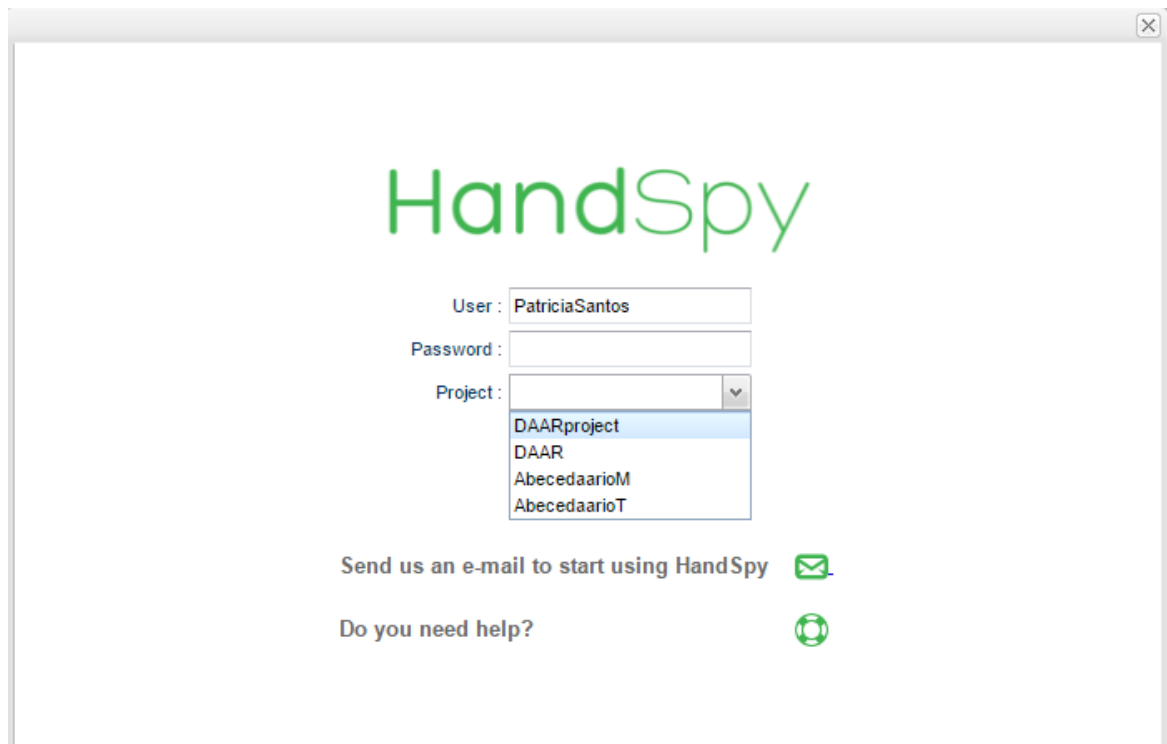 HandSpy
User : PatriciaSantos
Password :
Project :
DAARproject
DAAR
AbecedaarioM
AbecedaarioT
Send us an e-mail to start using HandSpy
Do you need help?